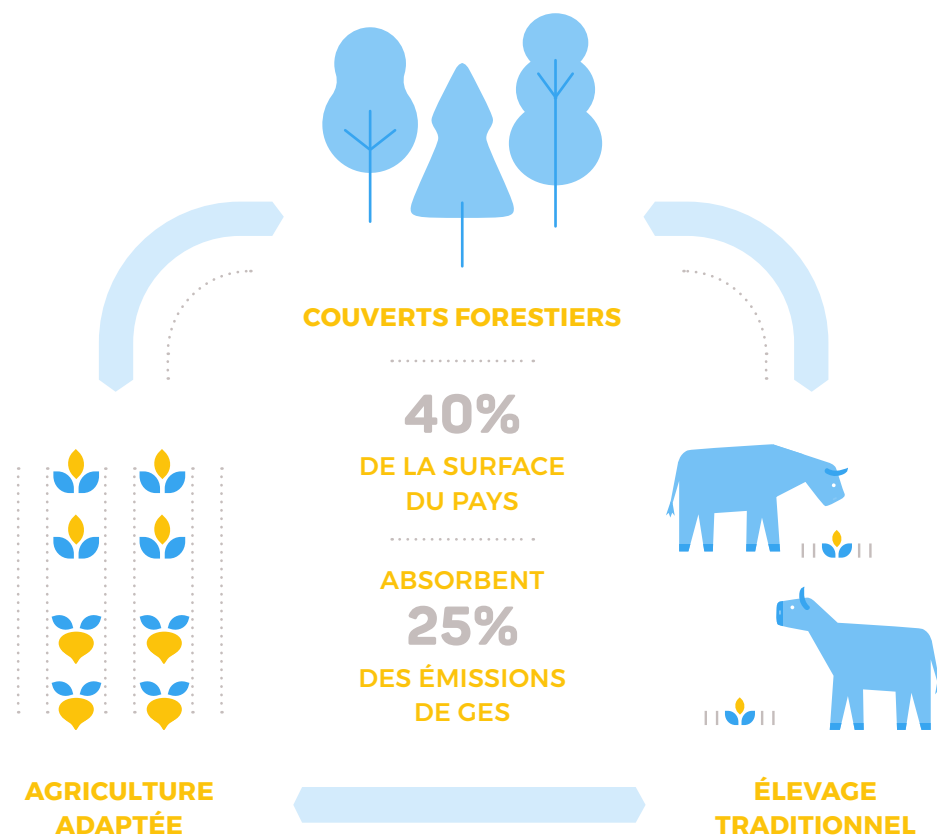 COUVERTS FORESTIERS
40%
DE LA SURFACE
DU PAYS
ABSORBENT
25%
DES ÉMISSIONS
DE GES
AGRICULTURE
ADAPTÉE
ÉLEVAGE
TRADITIONNEL